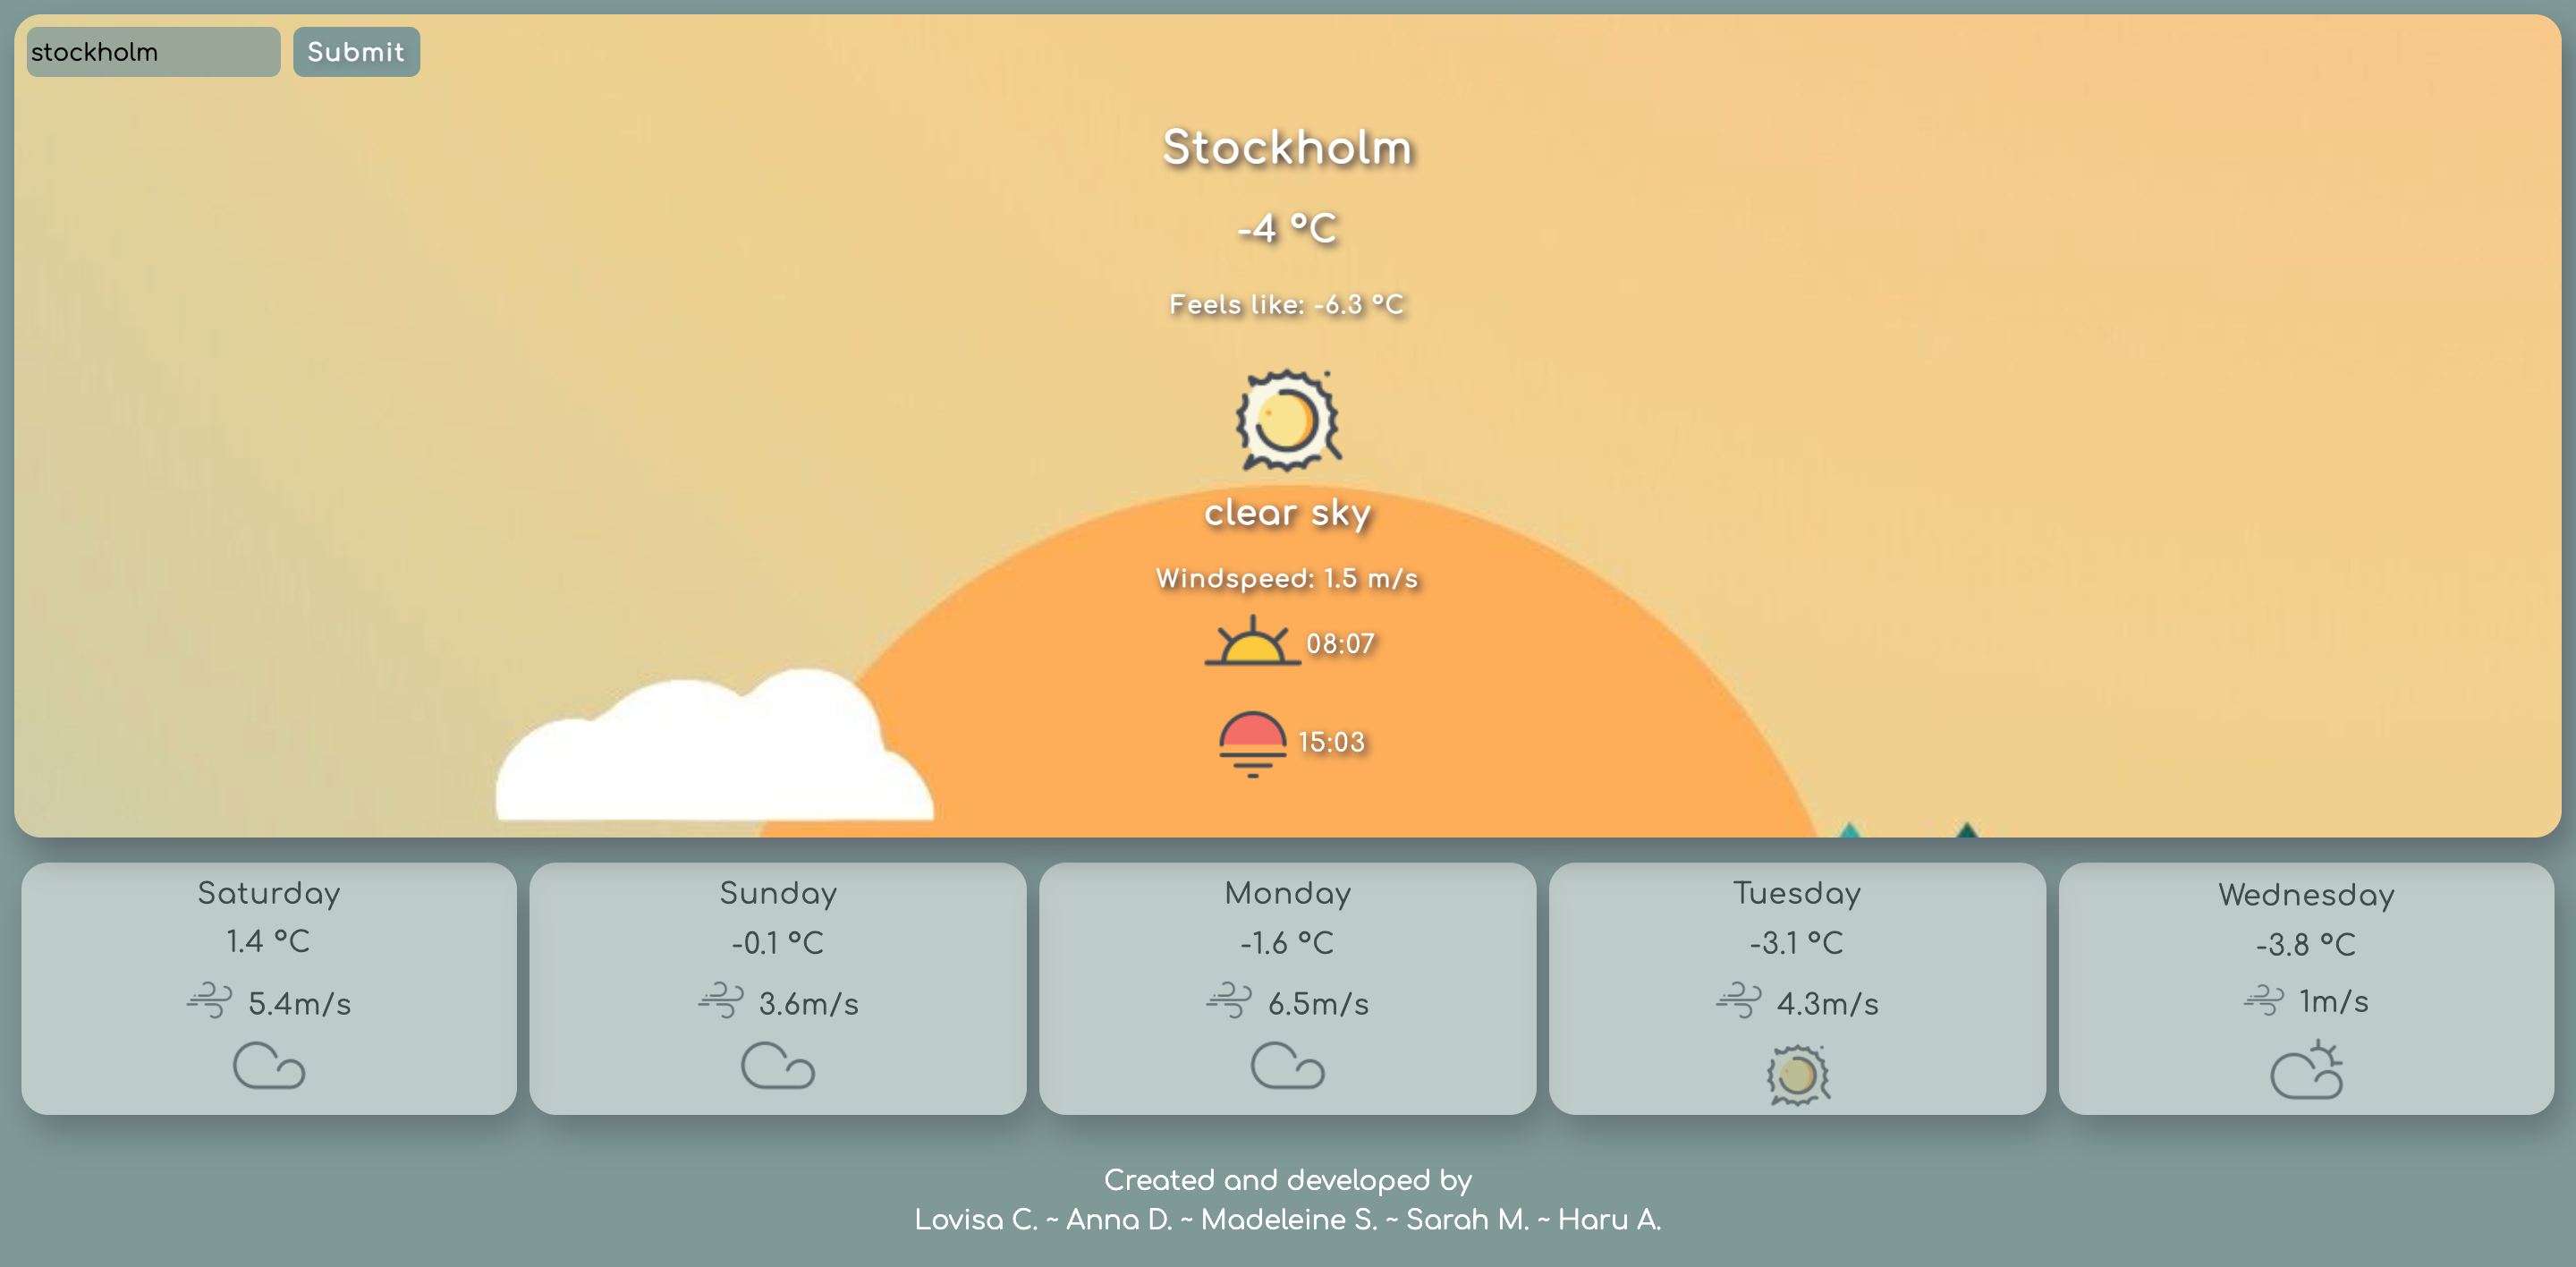 stockholm Submit
Stockholm
-4 °C
Feels like: -6.3 °C
clear sky
Windspeed: 1.5 m/s
08:07
15:03
Saturday
1.4 °C
5.4m/s
Sunday
-0.1 °C
3.6m/s
Monday
-1.6 °C
6.5m/s
Tuesday
-3.1 °C
4.3m/s
Wednesday
-3.8 °C
1m/s
Created and developed by
Lovisa C. ~ Anna D. ~ Madeleine S. ~ Sarah M. ~ Haru A.